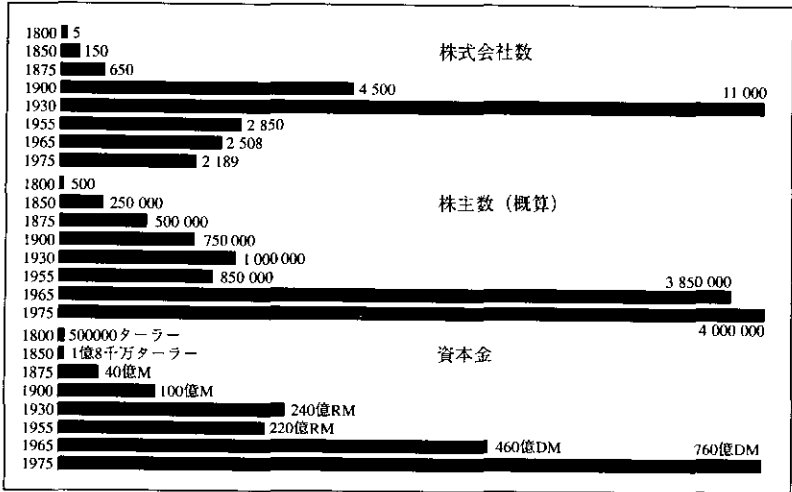 1800 5
1850 150
株式会社数
1875 650
1900 4 500
11 000
1930
1955 2 850
1965 2 508
1975 2 189
1800 500
1850 250 000
株主数（概算）
1875 500 000
1900 750 000
1930 1 000 000
1955 850 000
3 850 000
1965
1975
4 000 000
1800 500000ターラー
1850 1億8千万ターラー
資本金
1875 40億M
1900 100億M
1930 240億RM
1955 220億RM
1965 460億DM 760億DM
1975